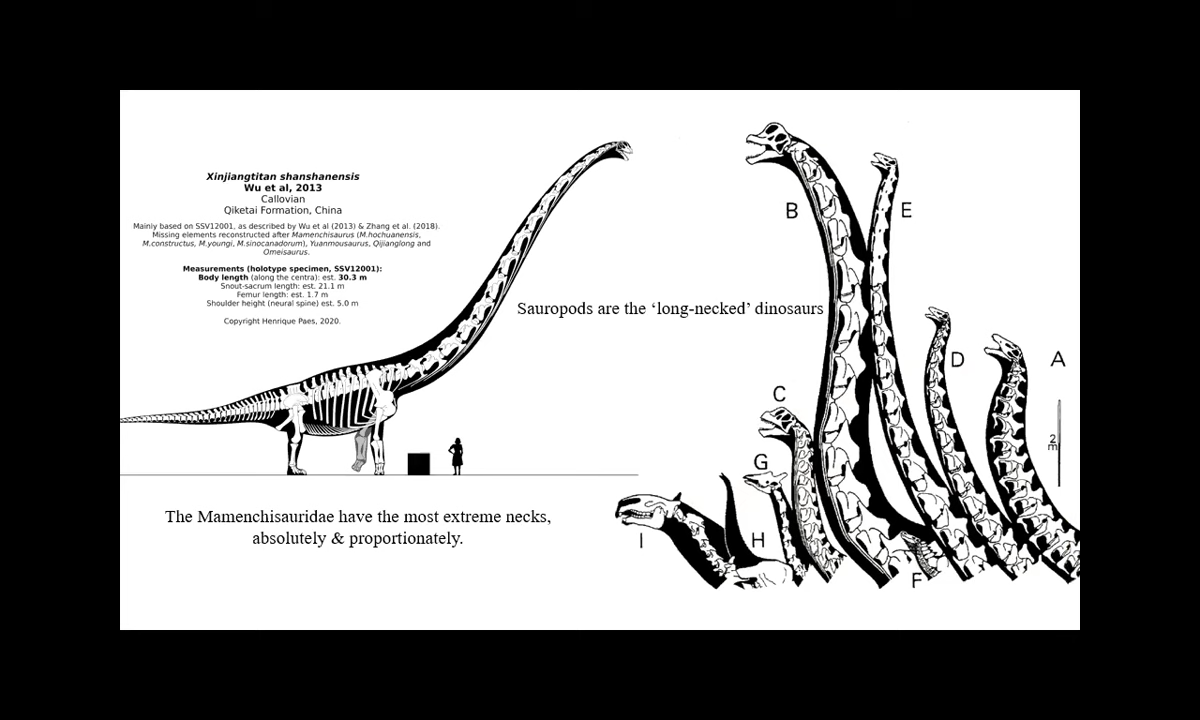 Xinjiangtitan shanshanensis
Wu et al, 2013
Callovian
Qiketai Formation, China
Mainly based on SSV12001, as described by Wu et al (2013) & Zhang et al. (2018).
Missing elements reconstructed after Mamenchisaurus (M.hochuanensis,
M.constructus, M.youngi, M.sinocanadorum), Yuanmousaurus, Qijianglong and
Omeisaurus.
Measurements (holotype specimen, SSV12001):
Body length (along the centra): est. 30.3 m
Snout-sacrum length: est. 21.1 m
Femur length: est. 1.7 m
Shoulder height (neural spine) est. 5.0 m
Copyright Henrique Paes, 2020.
Sauropods are the ‘long-necked’ dinosaurs
The Mamenchisauridae have the most extreme necks,
absolutely & proportionately.
B
E
D
A
C
G
2
m
I
H
F